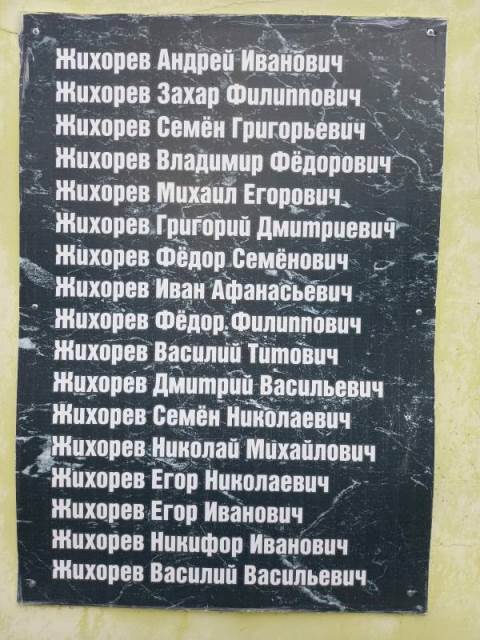 Жихорев Андрей Иванович
Жихорев Захар Филиппович
Жихорев Семён Григорьевич
Жихорев Владимир Фёдорович
Жихорев Михаил Егорович
Жихорев Григорий Дмитриевич
Жихорев Фёдор Семёнович
Жихорев Иван Афанасьевич
Жихорев Фёдор Филиппович
Жихорев Василий Титович
Жихорев Дмитрий Васильевич
Жихорев Семён Николаевич
Жихорев Николай Михайлович
Жихорев Егор Николаевич
Жихорев Егор Иванович
Жихорев Никифор Иванович
Жихорев Василий Васильевич